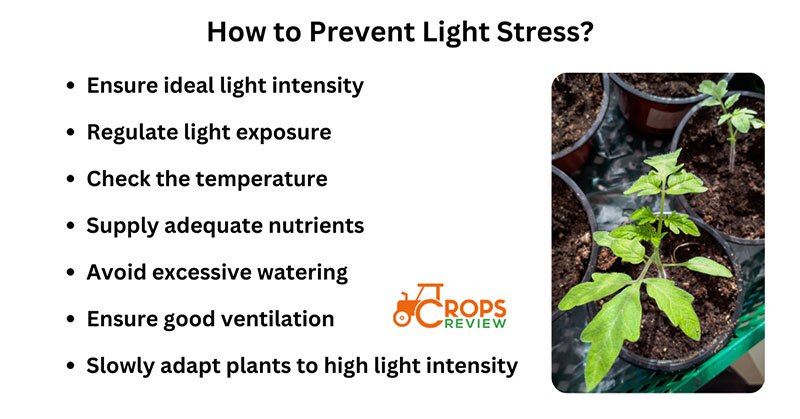 How to Prevent Light Stress?
• Ensure ideal light intensity
• Regulate light exposure
• Check the temperature
• Supply adequate nutrients
• Avoid excessive watering
• Ensure good ventilation
• Slowly adapt plants to high light intensity
CROPS
REVIEW